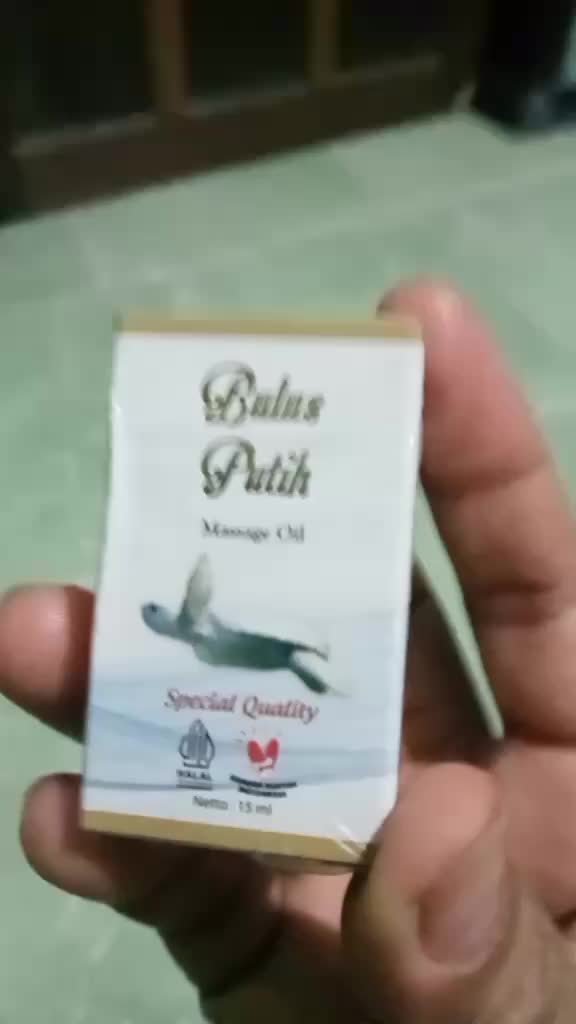 Bulus
Putih
Massage Oil
Special Quality
HALAL
Netto 15 ml